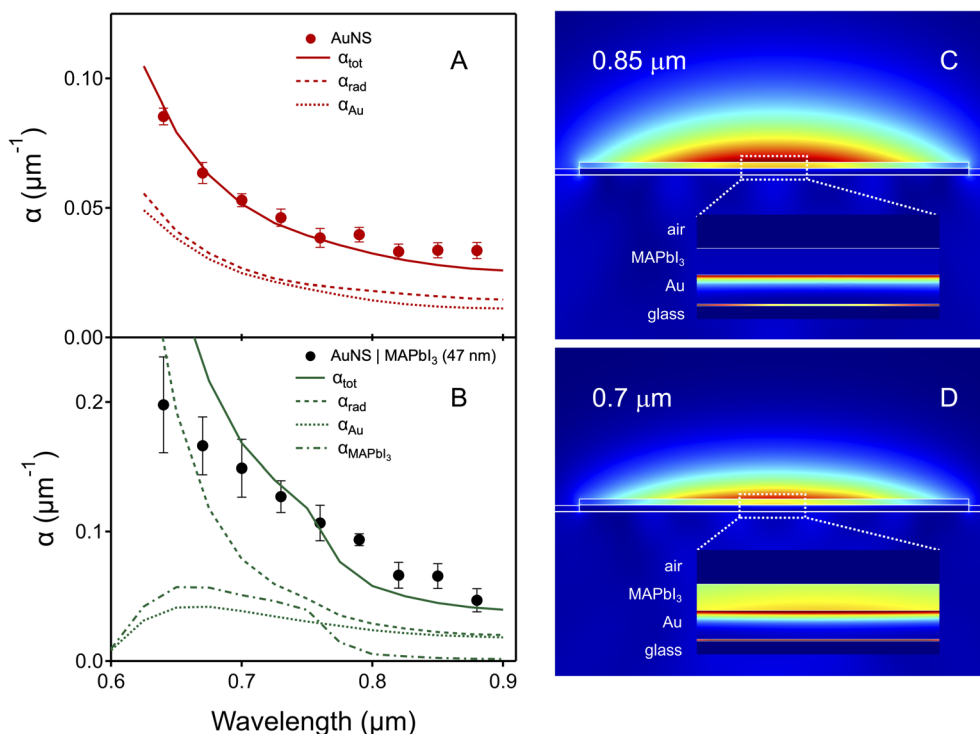 A
AuNS
α_tot
α_rad
α_Au
0.10
0.05
0.00
α (µm⁻¹)
B
AuNS | MAPbI₃ (47 nm)
α_tot
α_rad
α_Au
α_MAPbI₃
0.2
0.1
0.0
α (µm⁻¹)
0.6 0.7 0.8 0.9
Wavelength (µm)
0.85 µm
C
air
MAPbI₃
Au
glass
0.7 µm
D
air
MAPbI₃
Au
glass